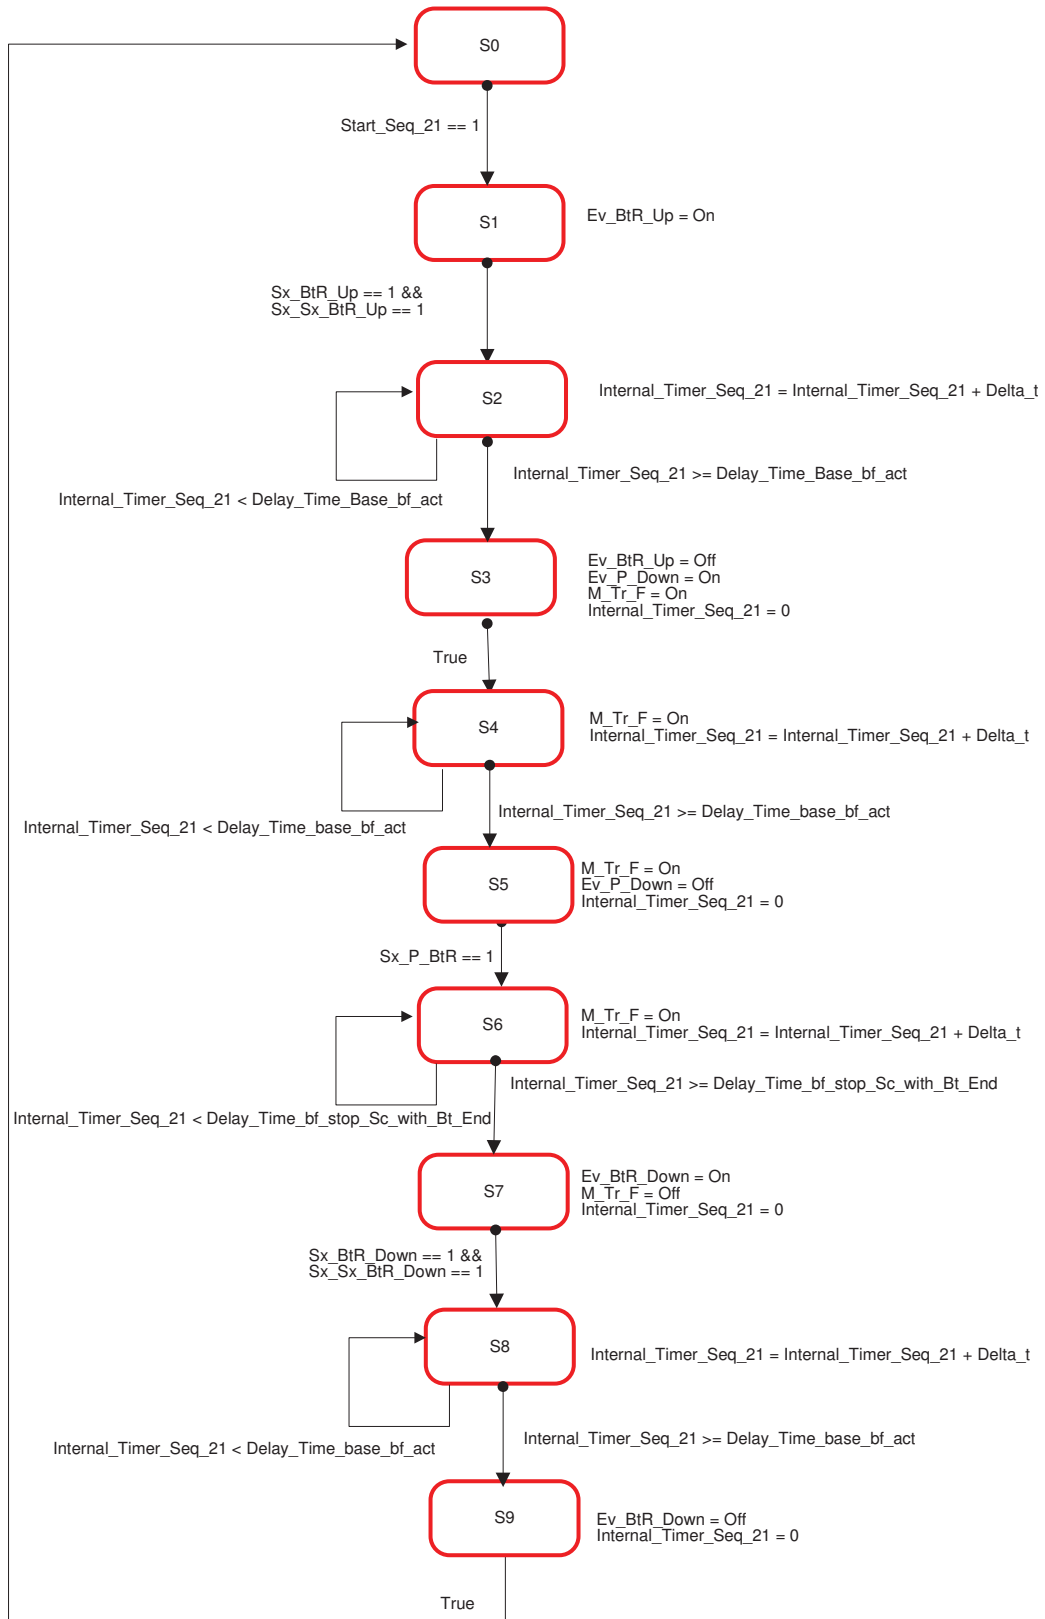 S0
Start_Seq_21 == 1
S1
Ev_BtR_Up = On
Sx_BtR_Up == 1 &&
Sx_Sx_BtR_Up == 1
S2
Internal_Timer_Seq_21 = Internal_Timer_Seq_21 + Delta_t
Internal_Timer_Seq_21 >= Delay_Time_Base_bf_act
Internal_Timer_Seq_21 < Delay_Time_Base_bf_act
S3
Ev_BtR_Up = Off
Ev_P_Down = On
M_Tr_F = On
Internal_Timer_Seq_21 = 0
True
S4
M_Tr_F = On
Internal_Timer_Seq_21 = Internal_Timer_Seq_21 + Delta_t
Internal_Timer_Seq_21 >= Delay_Time_base_bf_act
Internal_Timer_Seq_21 < Delay_Time_base_bf_act
S5
M_Tr_F = On
Ev_P_Down = Off
Internal_Timer_Seq_21 = 0
Sx_P_BtR == 1
S6
M_Tr_F = On
Internal_Timer_Seq_21 = Internal_Timer_Seq_21 + Delta_t
Internal_Timer_Seq_21 >= Delay_Time_bf_stop_Sc_with_Bt_End
Internal_Timer_Seq_21 < Delay_Time_bf_stop_Sc_with_Bt_End
S7
Ev_BtR_Down = On
M_Tr_F = Off
Internal_Timer_Seq_21 = 0
Sx_BtR_Down == 1 &&
Sx_Sx_BtR_Down == 1
S8
Internal_Timer_Seq_21 = Internal_Timer_Seq_21 + Delta_t
Internal_Timer_Seq_21 >= Delay_Time_base_bf_act
Internal_Timer_Seq_21 < Delay_Time_base_bf_act
S9
Ev_BtR_Down = Off
Internal_Timer_Seq_21 = 0
True